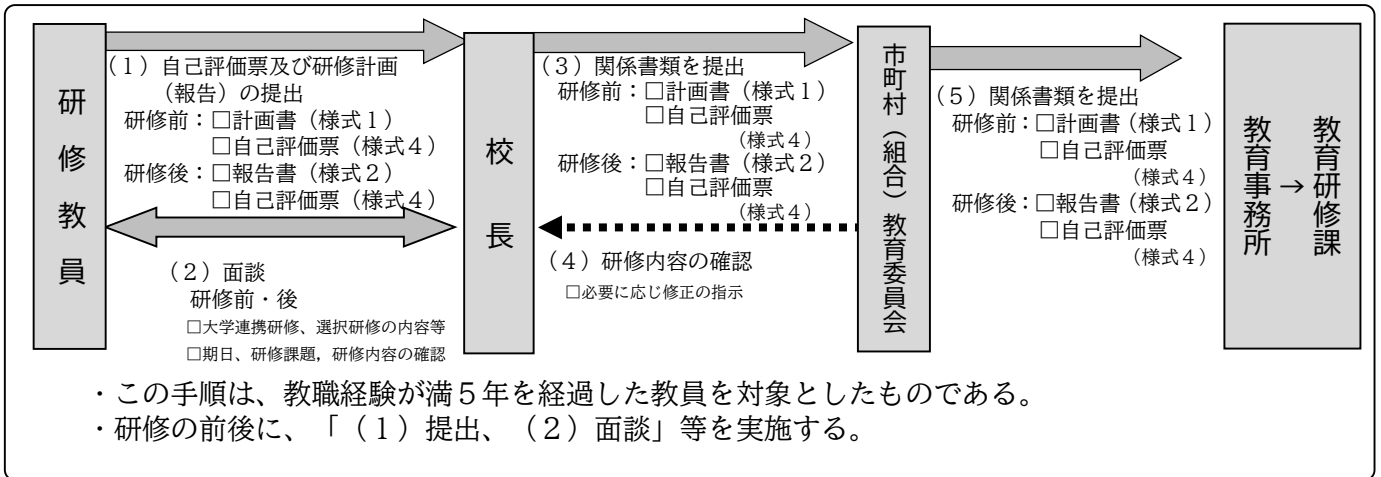 研修教員
(1)自己評価票及び研修計画
(報告)の提出
研修前:□計画書(様式1)
□自己評価票(様式4)
研修後:□報告書(様式2)
□自己評価票(様式4)
(2)面談
研修前・後
□大学連携研修、選択研修の内容等
□期日、研修課題,研修内容の確認
校長
(3)関係書類を提出
研修前:□計画書(様式1)
□自己評価票
(様式4)
研修後:□報告書(様式2)
□自己評価票
(様式4)
(4)研修内容の確認
□必要に応じ修正の指示
市町村(組合)教育委員会
(5)関係書類を提出
研修前:□計画書(様式1)
□自己評価票
(様式4)
研修後:□報告書(様式2)
□自己評価票
(様式4)
教育事務所
→
教育研修課
・この手順は、教職経験が満5年を経過した教員を対象としたものである。
・研修の前後に、「(1)提出、(2)面談」等を実施する。